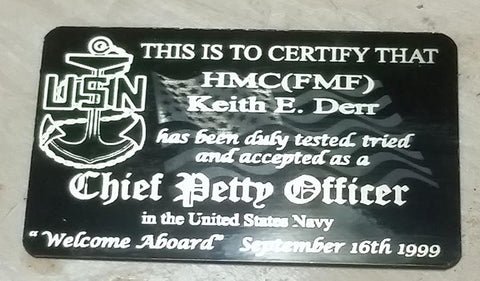 THIS IS TO CERTIFY THAT
USN
HMC(FMF)
Keith E. Derr
has been duly tested, tried
and accepted as a
Chief Petty Officer
in the United States Navy
"Welcome Aboard" September 16th 1999